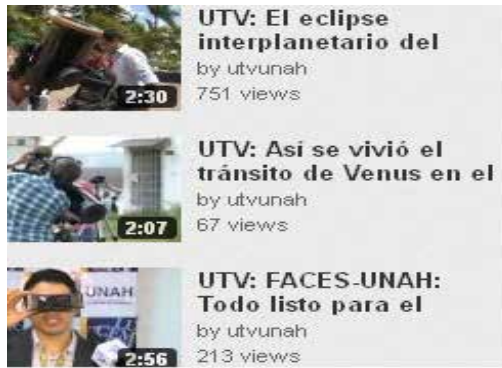 UTV: El eclipse
interplanetario del
by utvunah
751 views
2:30
UTV: Así se vivió el
tránsito de Venus en el
by utvunah
67 views
2:07
UTV: FACES-UNAH:
Todo listo para el
by utvunah
213 views
2:56
UNAH